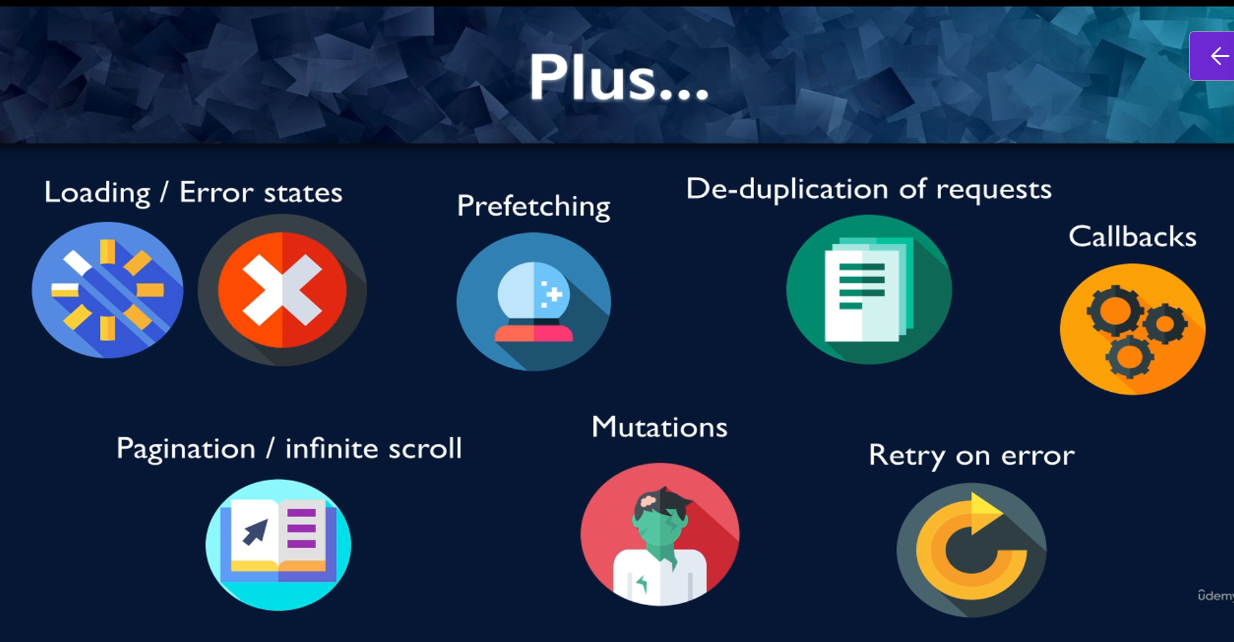 Plus...
Loading / Error states
Prefetching
De-duplication of requests
Callbacks
Pagination / infinite scroll
Mutations
Retry on error
ûdemy